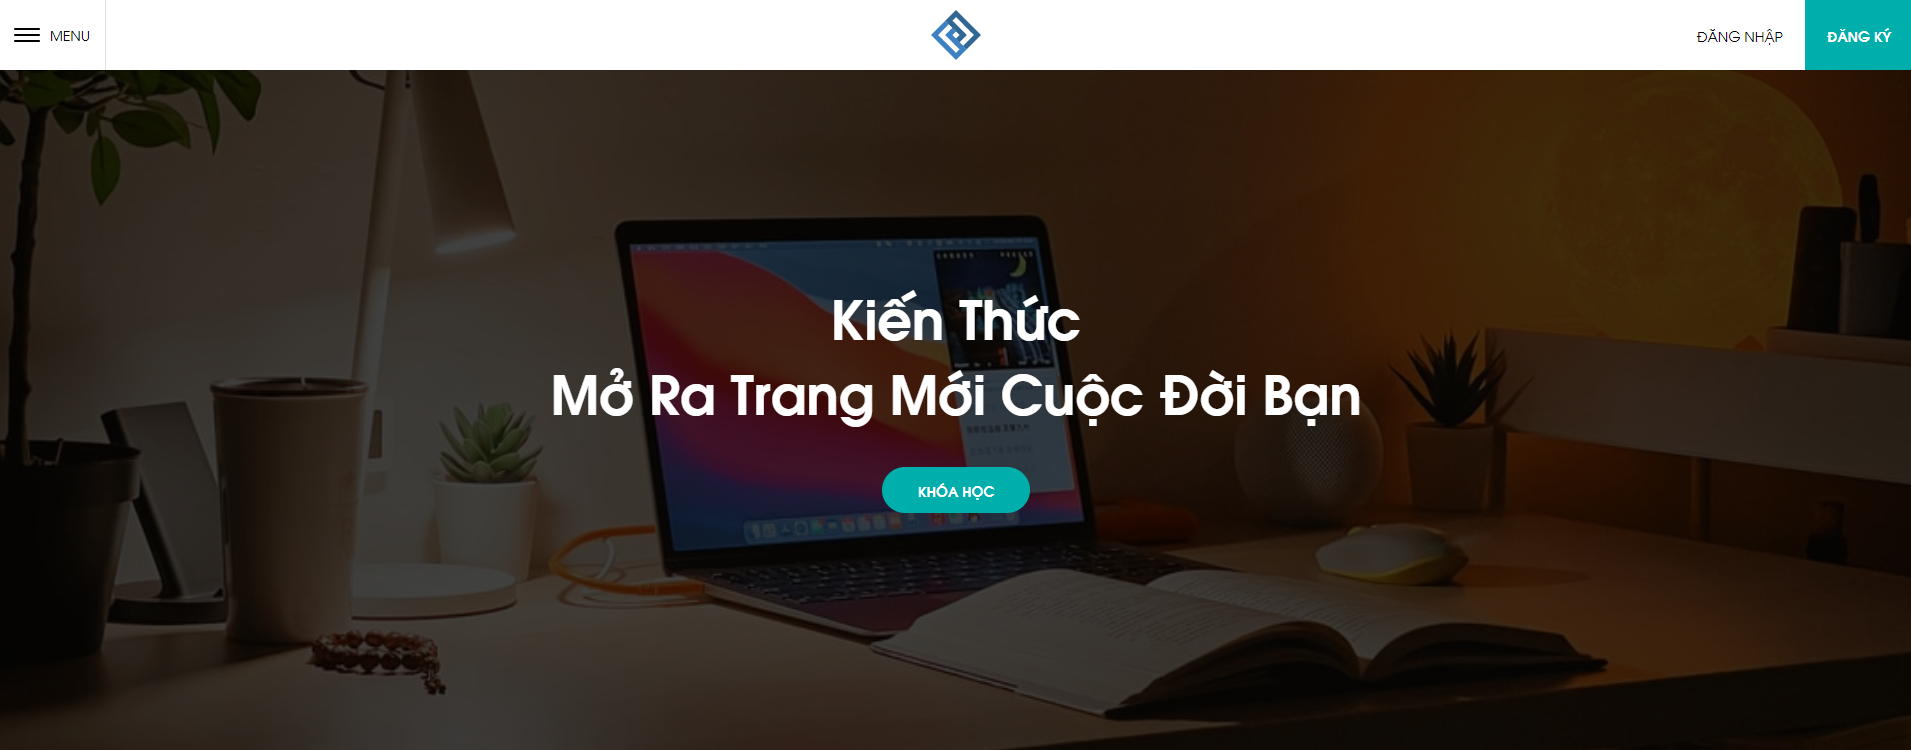 MENU
ĐĂNG NHẬP
ĐĂNG KÝ
Kiến Thức
Mở Ra Trang Mới Cuộc Đời Bạn
KHÓA HỌC